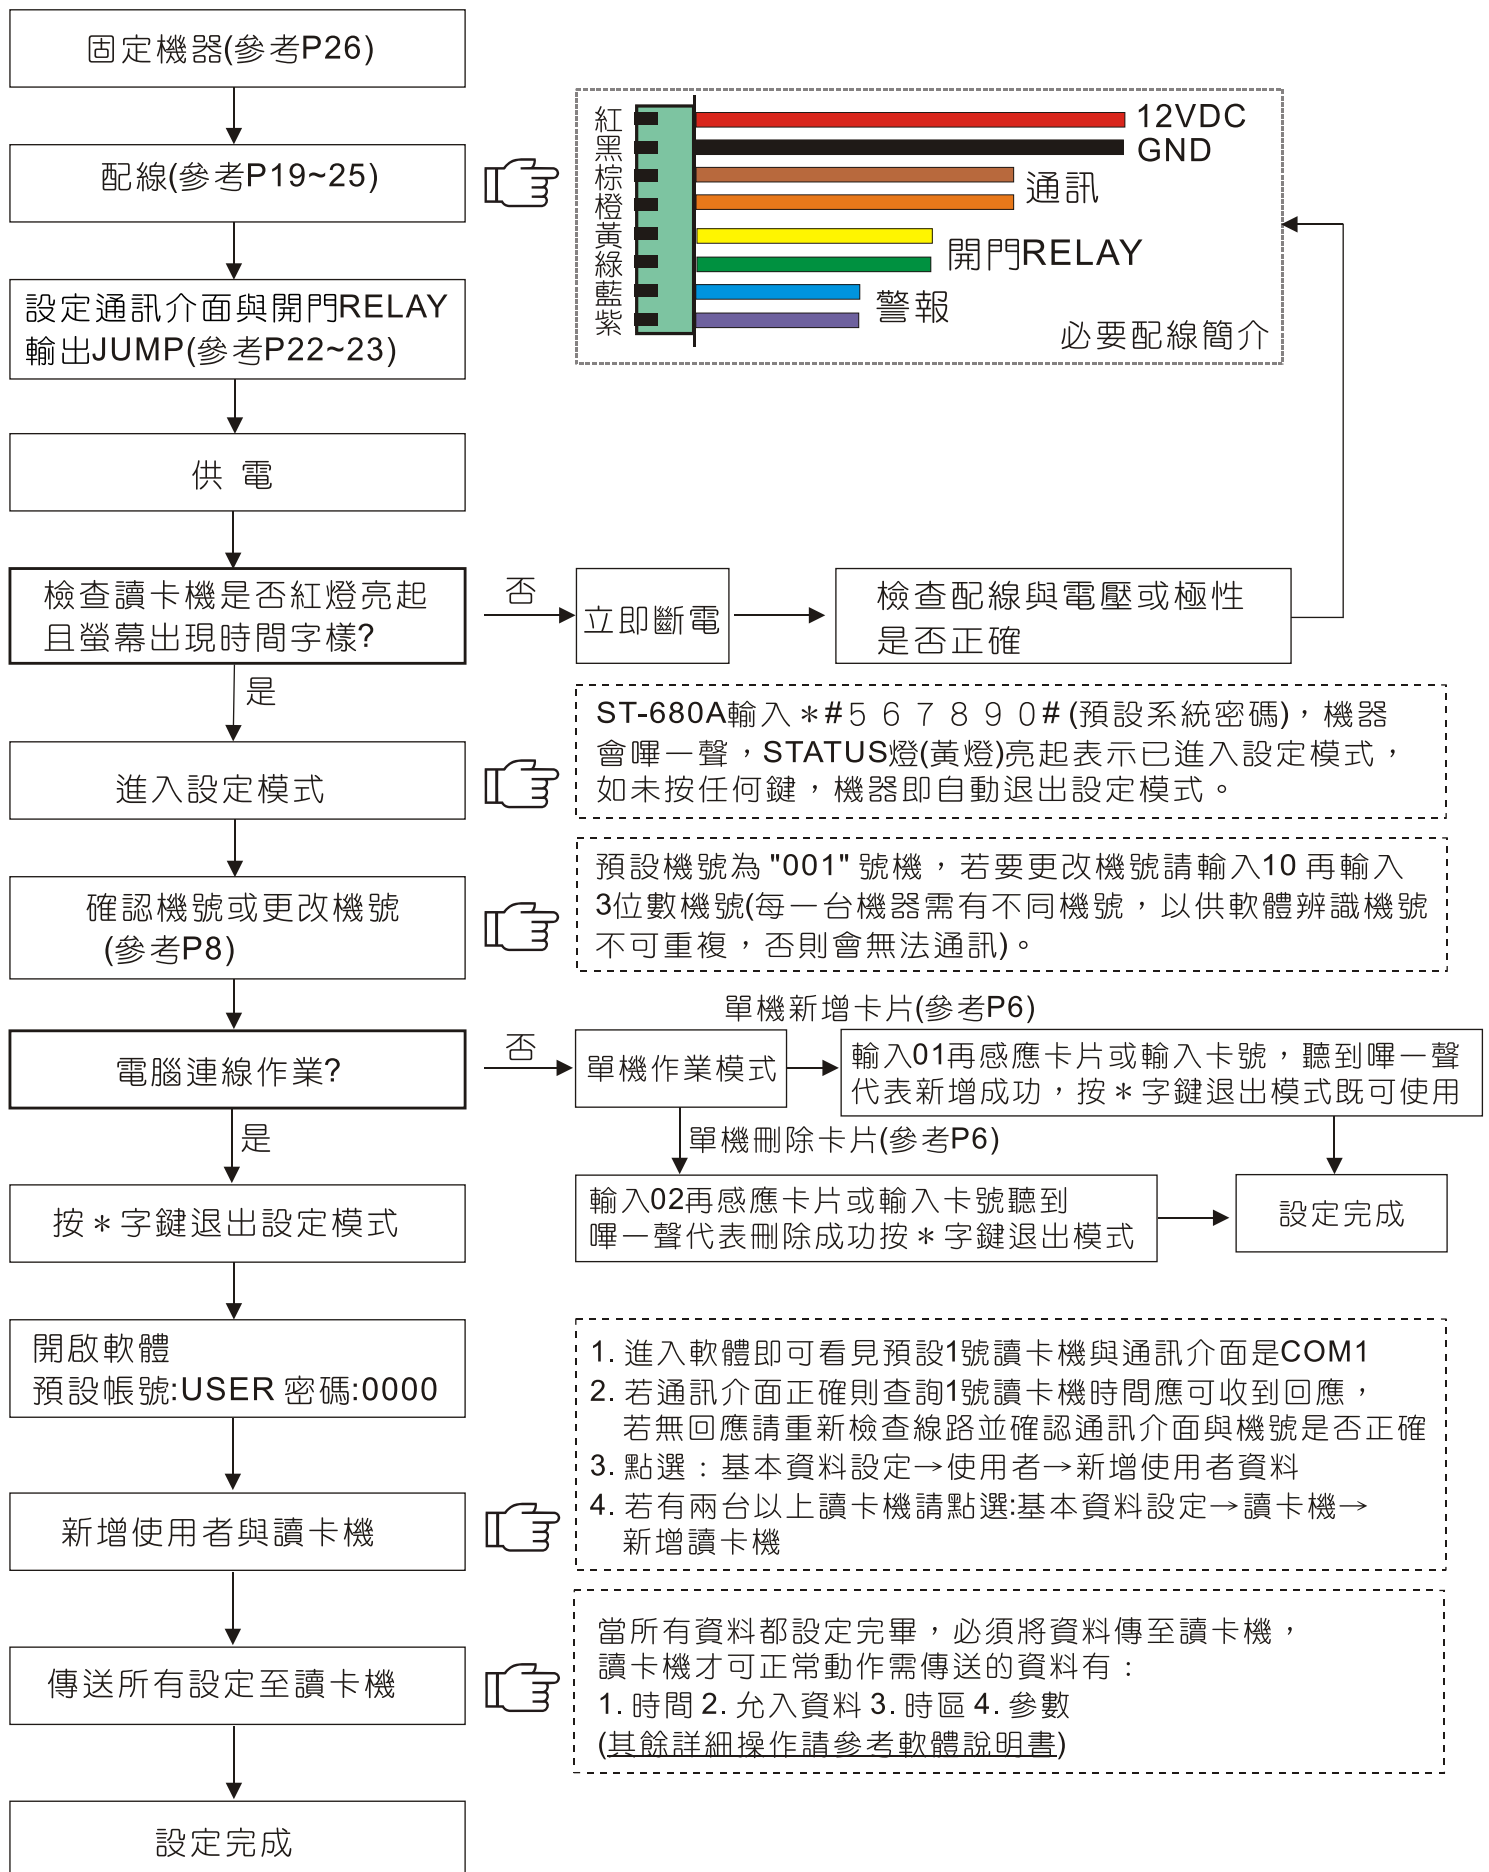 固定機器(參考P26)
配線(參考P19~25)
紅
黑
棕
橙
黃
綠
藍
紫
12VDC
GND
通訊
開門RELAY
警報
必要配線簡介
設定通訊介面與開門RELAY
輸出JUMP(參考P22~23)
供 電
檢查讀卡機是否紅燈亮起
且螢幕出現時間字樣?
否
立即斷電
檢查配線與電壓或極性
是否正確
是
進入設定模式
ST-680A輸入＊#５６７８９０# (預設系統密碼)，機器
會嗶一聲，STATUS燈(黃燈)亮起表示已進入設定模式，
如未按任何鍵，機器即自動退出設定模式。
確認機號或更改機號
(參考P8)
預設機號為 "001" 號機，若要更改機號請輸入10 再輸入
3位數機號(每一台機器需有不同機號，以供軟體辨識機號
不可重複，否則會無法通訊)。
電腦連線作業?
否
單機作業模式
單機新增卡片(參考P6)
輸入01再感應卡片或輸入卡號，聽到嗶一聲
代表新增成功，按＊字鍵退出模式既可使用
是
單機刪除卡片(參考P6)
輸入02再感應卡片或輸入卡號聽到
嗶一聲代表刪除成功按＊字鍵退出模式
設定完成
按＊字鍵退出設定模式
開啟軟體
預設帳號:USER 密碼:0000
1. 進入軟體即可看見預設1號讀卡機與通訊介面是COM1
2. 若通訊介面正確則查詢1號讀卡機時間應可收到回應，
若無回應請重新檢查線路並確認通訊介面與機號是否正確
3. 點選：基本資料設定→使用者→新增使用者資料
4. 若有兩台以上讀卡機請點選:基本資料設定→讀卡機→
新增讀卡機
新增使用者與讀卡機
傳送所有設定至讀卡機
當所有資料都設定完畢，必須將資料傳至讀卡機，
讀卡機才可正常動作需傳送的資料有：
1. 時間 2. 允入資料 3. 時區 4. 參數
(其餘詳細操作請參考軟體說明書)
設定完成